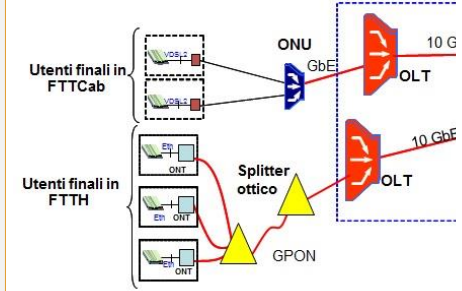 VDSL2
ONU
GbE
10 G
OLT
Utenti finali in
FTTCab
VDSL2
Eth
ONT
10 GbE
Utenti finali in
FTTH
Splitter
ottico
OLT
Eth
ONT
GPON
Eth
ONT